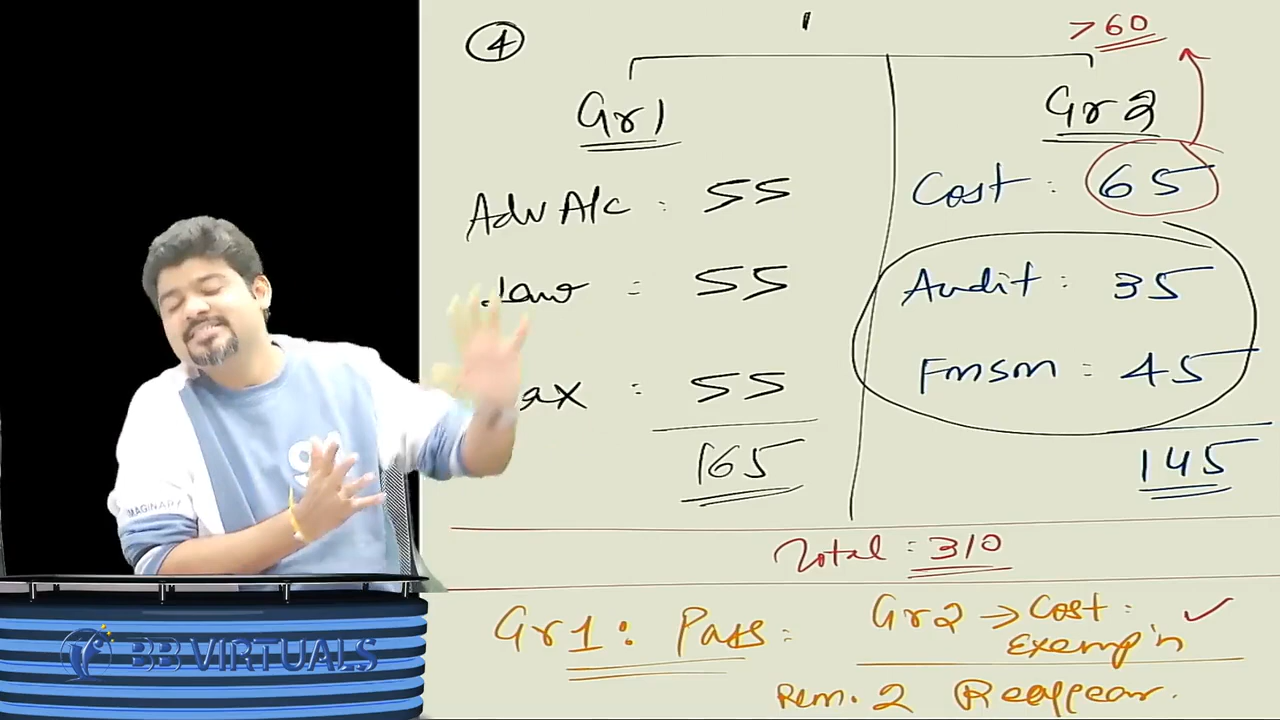 4
>60
Gr1
Gr2
Adv A/c : 55
Cost : 65
Law : 55
Audit : 35
ax : 55
Fmsm : 45
165
145
Total : 310
Gr1 : Pass :
Gr2 → Cost : ✓
Exemp'n
Rem. 2 Reappear.
IMAGINARY
BB VIRTUALS